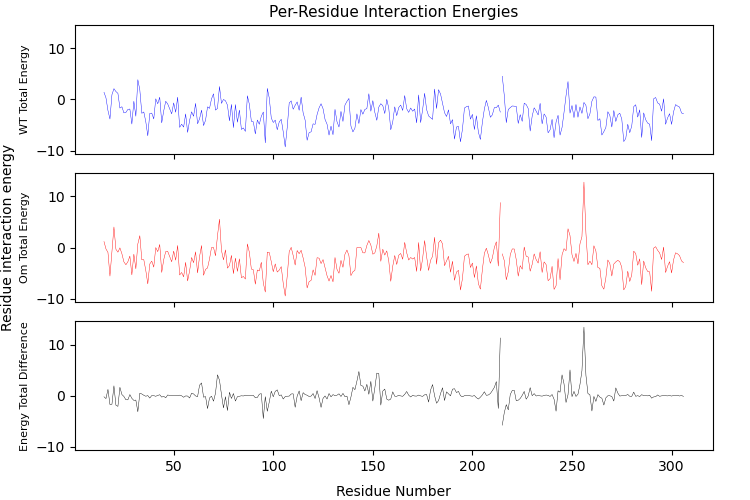 Per-Residue Interaction Energies
10
0
−10
WT Total Energy
10
0
−10
Om Total Energy
Residue interaction energy
10
0
−10
Energy Total Difference
50
100
150
200
250
300
Residue Number